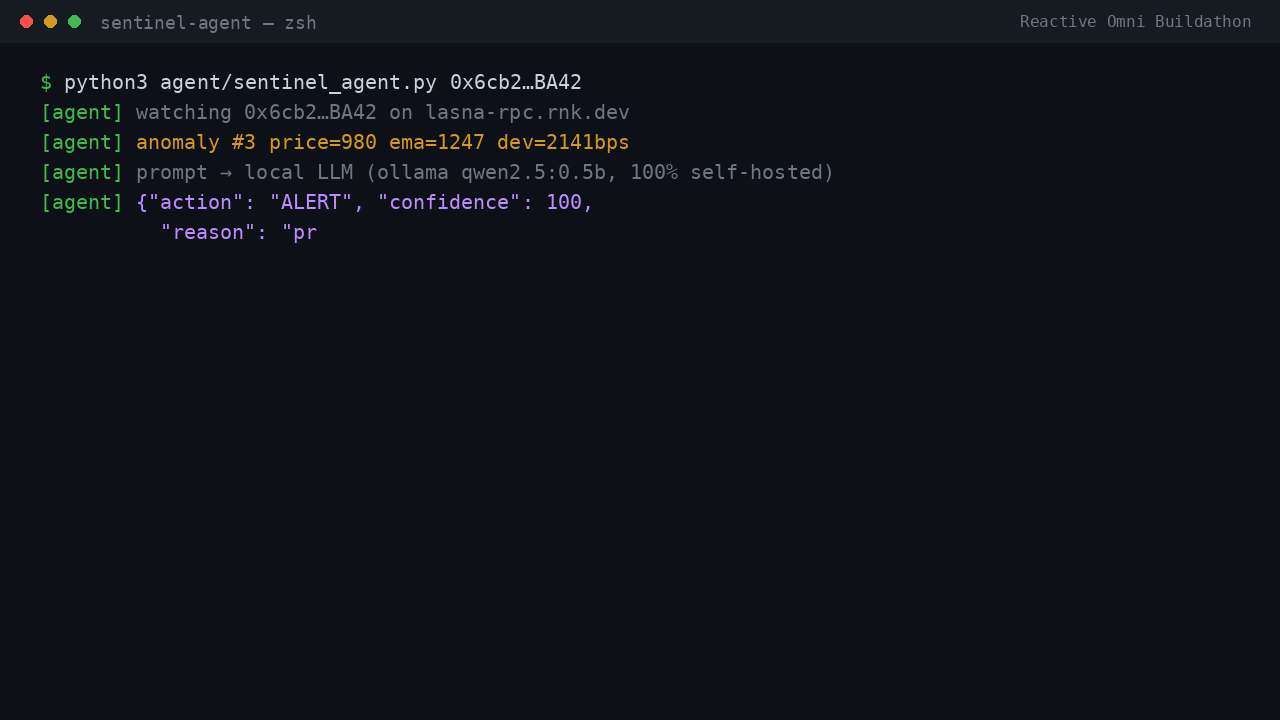 sentinel-agent — zsh
Reactive Omni Buildathon
$ python3 agent/sentinel_agent.py 0x6cb2…BA42
[agent] watching 0x6cb2…BA42 on lasna-rpc.rnk.dev
[agent] anomaly #3 price=980 ema=1247 dev=2141bps
[agent] prompt → local LLM (ollama qwen2.5:0.5b, 100% self-hosted)
[agent] {"action": "ALERT", "confidence": 100,
"reason": "pr